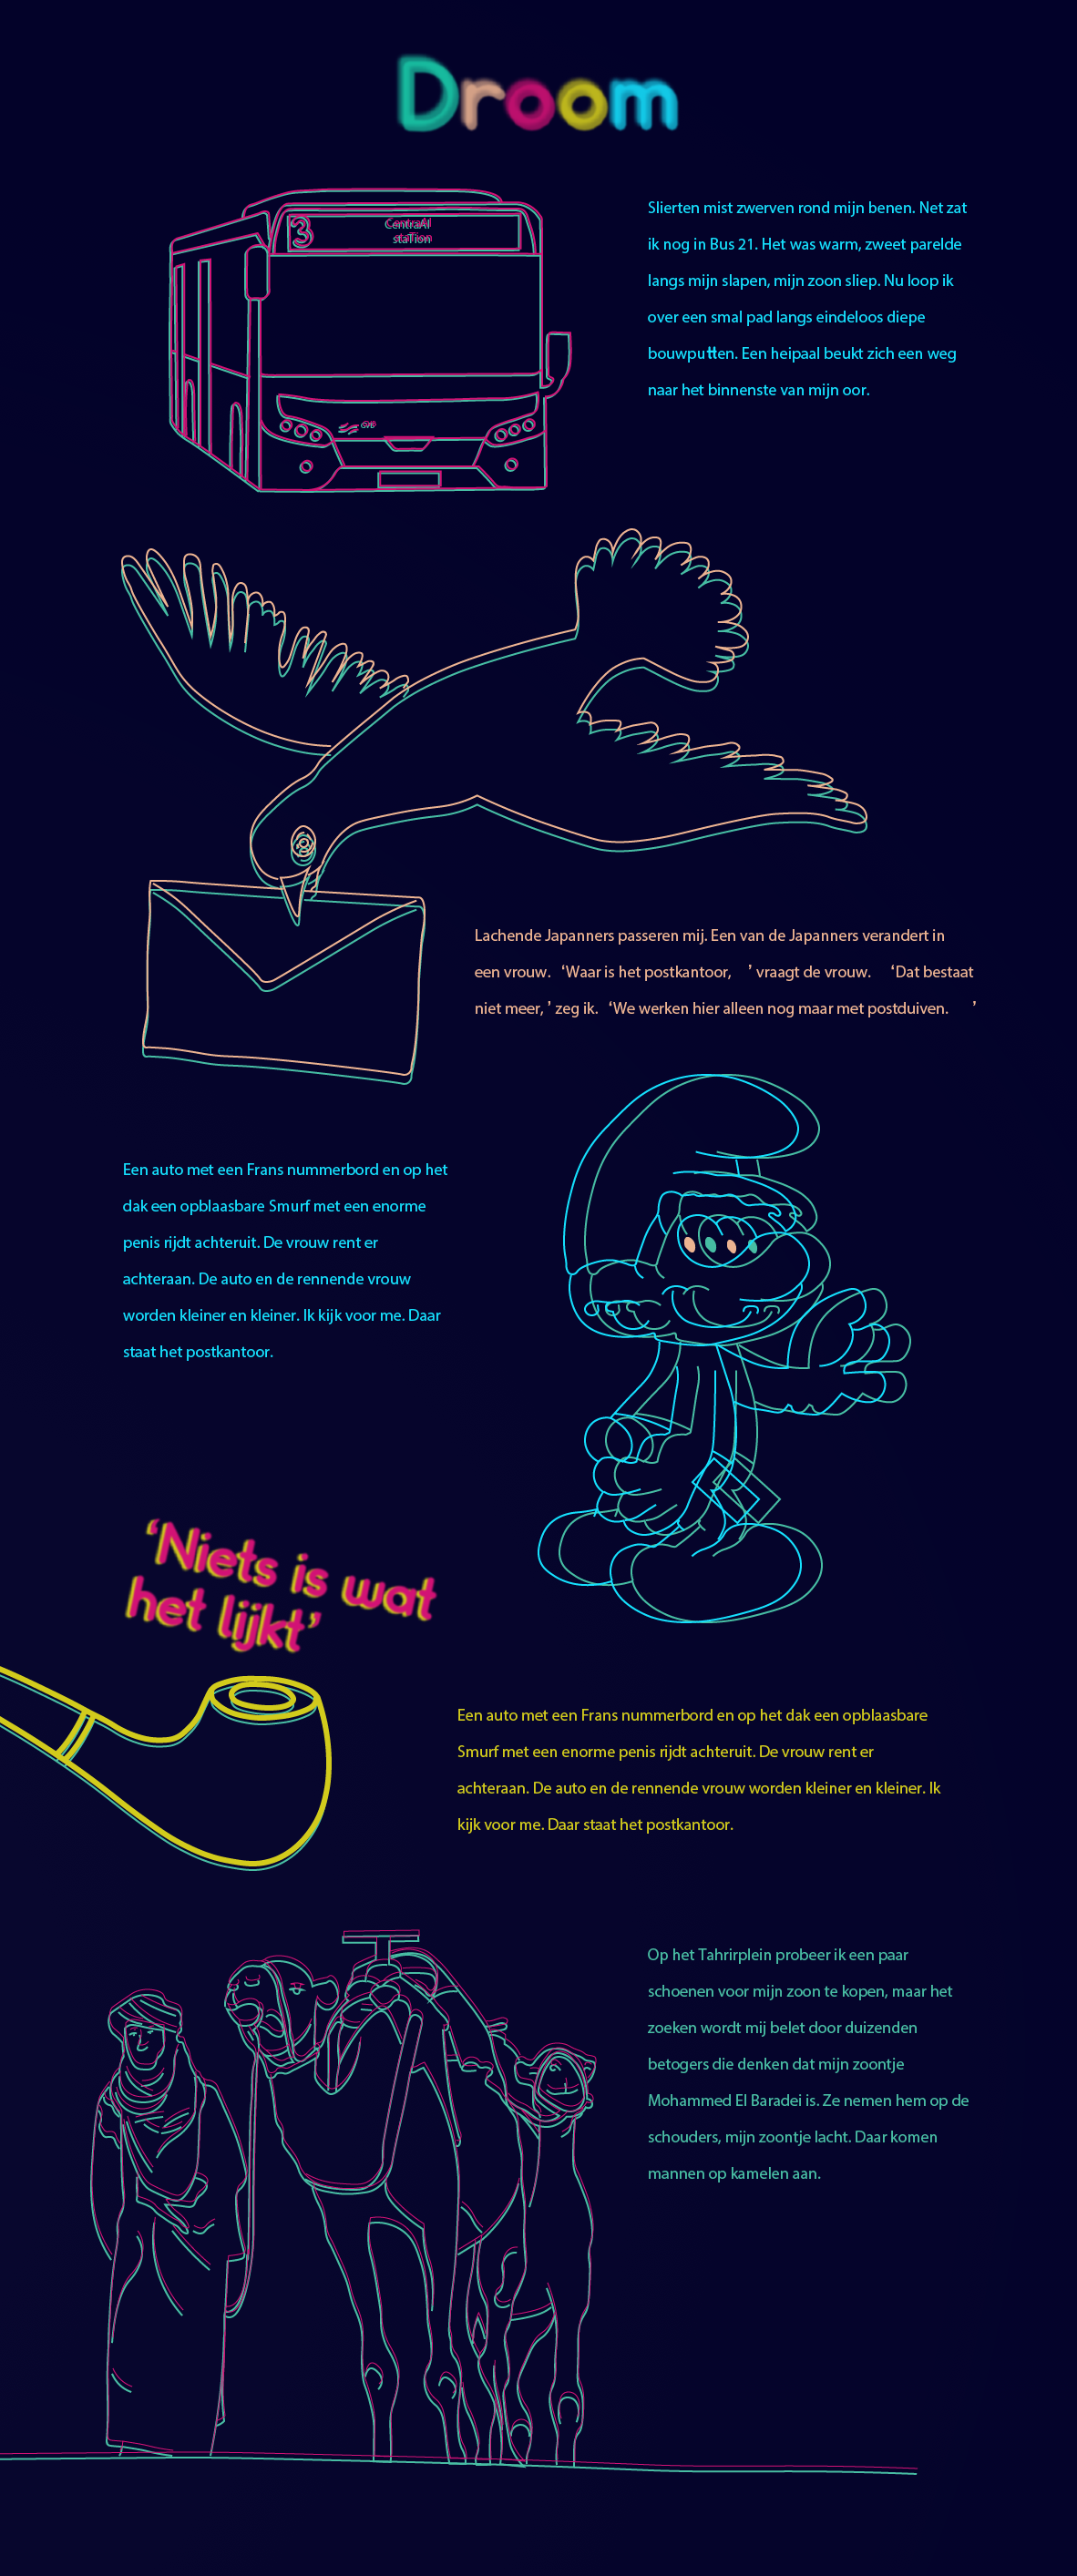 Droom
3 CentraAl
staTion
Slierten mist zwerven rond mijn benen. Net zat
ik nog in Bus 21. Het was warm, zweet parelde
langs mijn slapen, mijn zoon sliep. Nu loop ik
over een smal pad langs eindeloos diepe
bouwputten. Een heipaal beukt zich een weg
naar het binnenste van mijn oor.
Lachende Japanners passeren mij. Een van de Japanners verandert in
een vrouw. ‘Waar is het postkantoor, ’ vraagt de vrouw. ‘Dat bestaat
niet meer, ’ zeg ik. ‘We werken hier alleen nog maar met postduiven. ’
Een auto met een Frans nummerbord en op het
dak een opblaasbare Smurf met een enorme
penis rijdt achteruit. De vrouw rent er
achteraan. De auto en de rennende vrouw
worden kleiner en kleiner. Ik kijk voor me. Daar
staat het postkantoor.
‘Niets is wat
het lijkt’
Een auto met een Frans nummerbord en op het dak een opblaasbare
Smurf met een enorme penis rijdt achteruit. De vrouw rent er
achteraan. De auto en de rennende vrouw worden kleiner en kleiner. Ik
kijk voor me. Daar staat het postkantoor.
Op het Tahrirplein probeer ik een paar
schoenen voor mijn zoon te kopen, maar het
zoeken wordt mij belet door duizenden
betogers die denken dat mijn zoontje
Mohammed El Baradei is. Ze nemen hem op de
schouders, mijn zoontje lacht. Daar komen
mannen op kamelen aan.